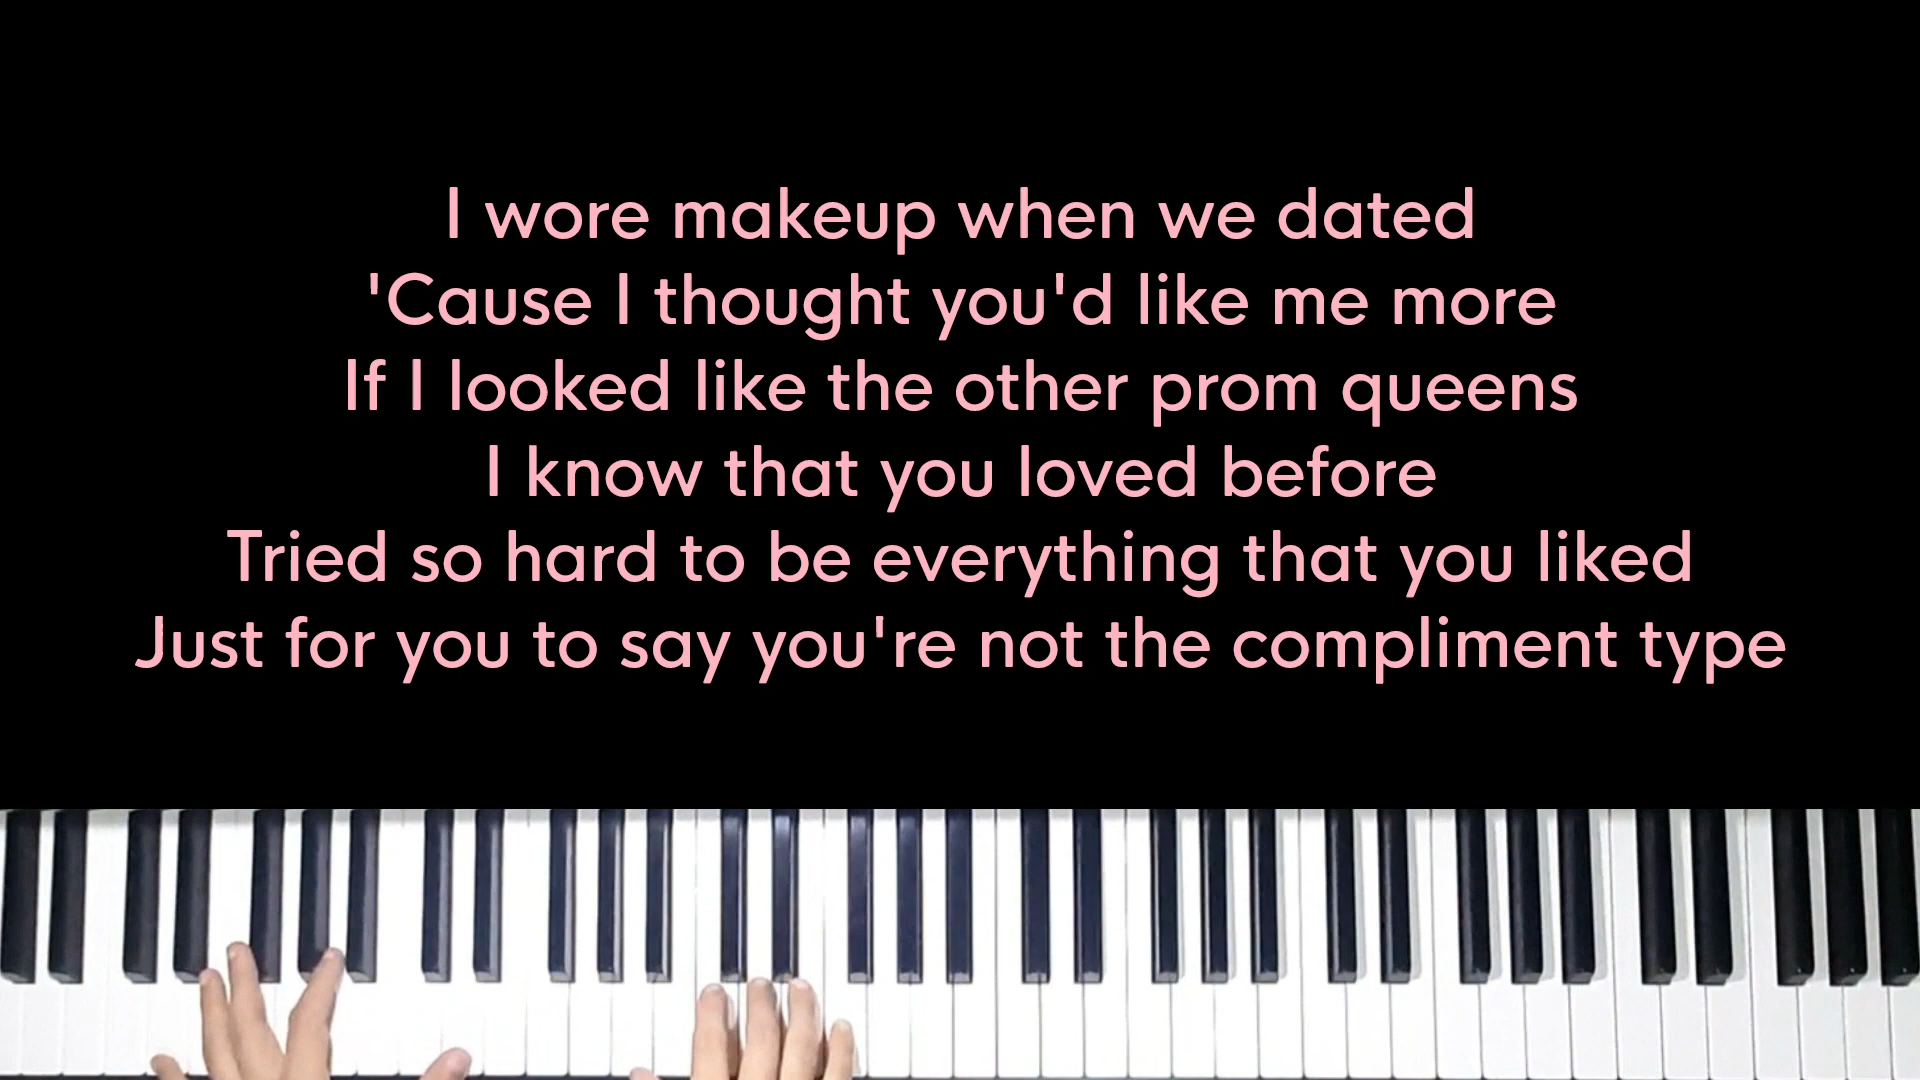 I wore makeup when we dated
'Cause I thought you'd like me more
If I looked like the other prom queens
I know that you loved before
Tried so hard to be everything that you liked
Just for you to say you're not the compliment type